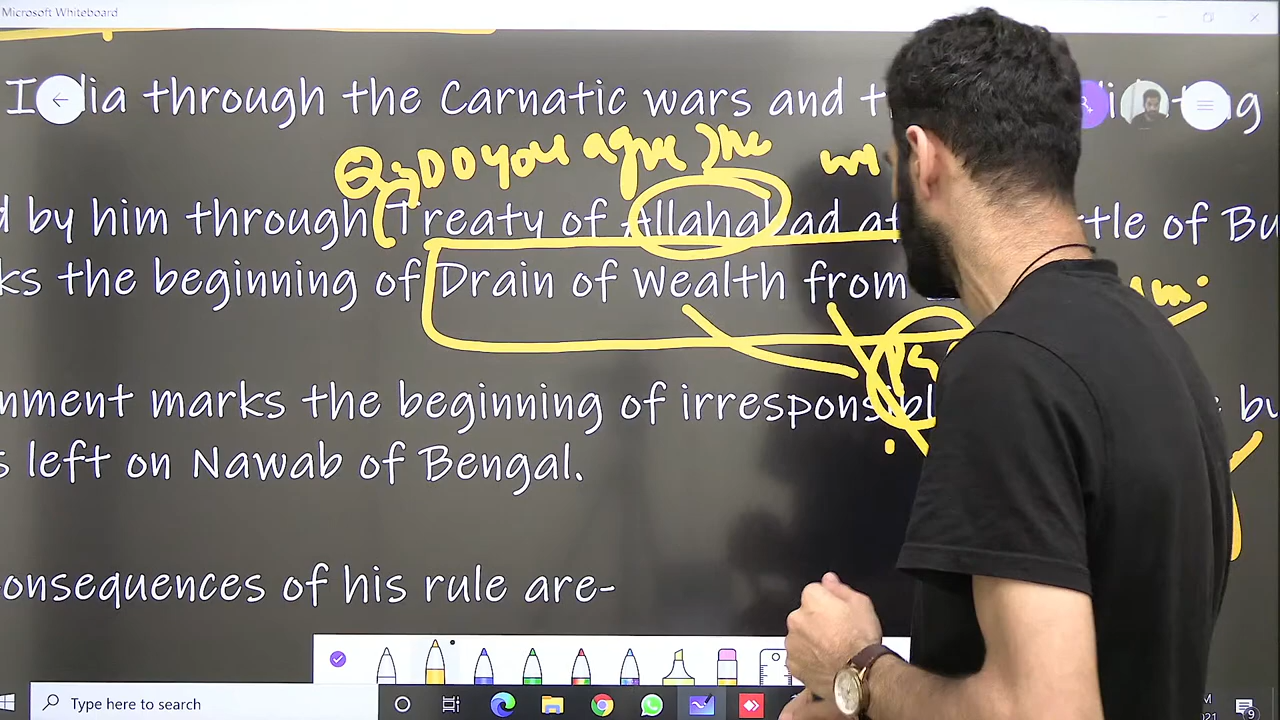 Microsoft Whiteboard
India through the Carnatic wars and
Q: Do you agree the
d by him through Treaty of Allahabad af tle of Bu
ks the beginning of Drain of Wealth from
nment marks the beginning of irresponsibl bu
s left on Nawab of Bengal.
onsequences of his rule are-
Type here to search